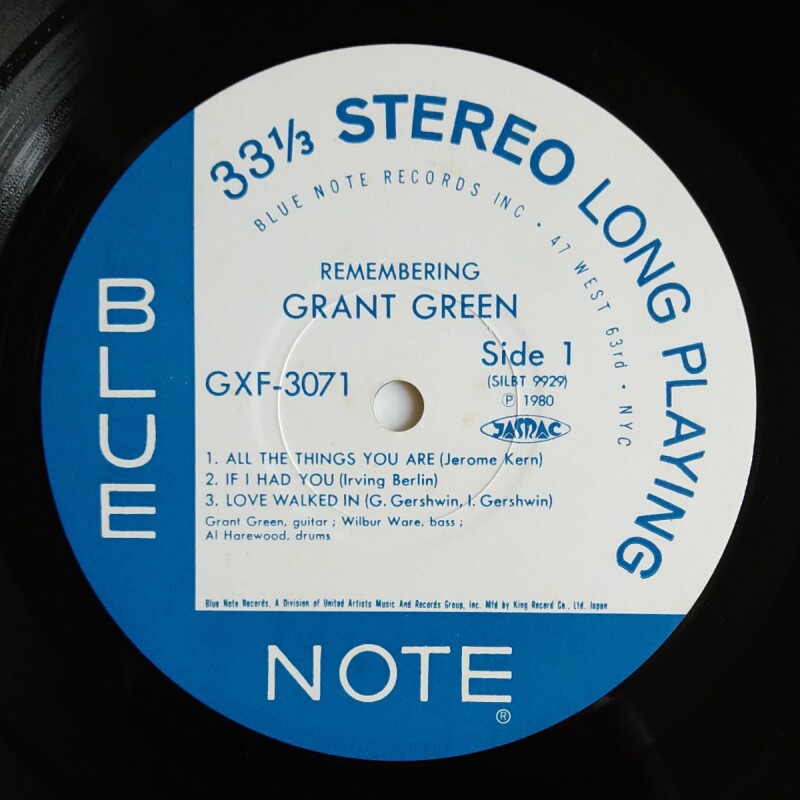 33⅓ STEREO LONG PLAYING
BLUE NOTE RECORDS INC • 47 WEST 63rd • NYC
REMEMBERING
GRANT GREEN
Side 1
GXF-3071
(SILBT 9929)
Ⓟ 1980
JASRAC
1. ALL THE THINGS YOU ARE (Jerome Kern)
2. IF I HAD YOU (Irving Berlin)
3. LOVE WALKED IN (G. Gershwin, I. Gershwin)
Grant Green, guitar ; Wilbur Ware, bass ;
Al Harewood, drums
Blue Note Records, A Division of United Artists Music And Records Group, Inc. Mfd by King Record Co., Ltd. Japan
BLUE
NOTE
®